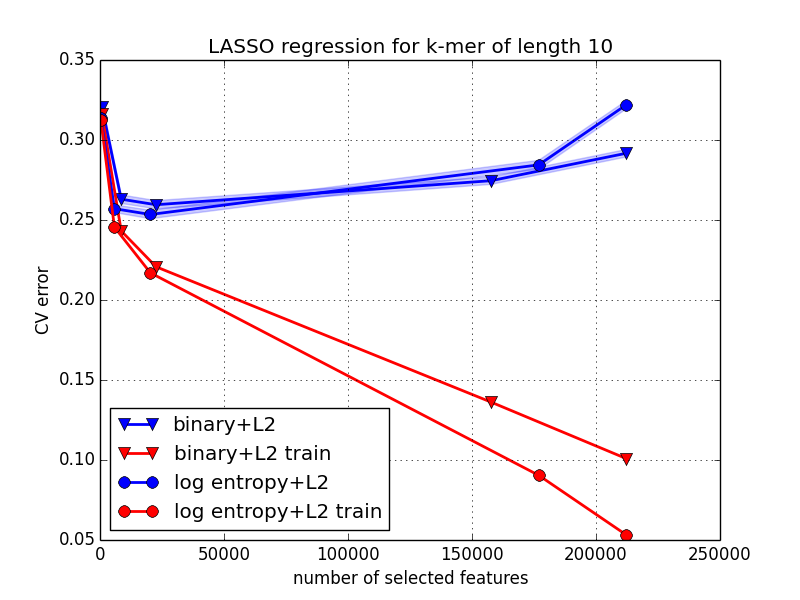 LASSO regression for k-mer of length 10
0.35
0.30
0.25
0.20
0.15
0.10
0.05
CV error
binary+L2
binary+L2 train
log entropy+L2
log entropy+L2 train
0 50000 100000 150000 200000 250000
number of selected features